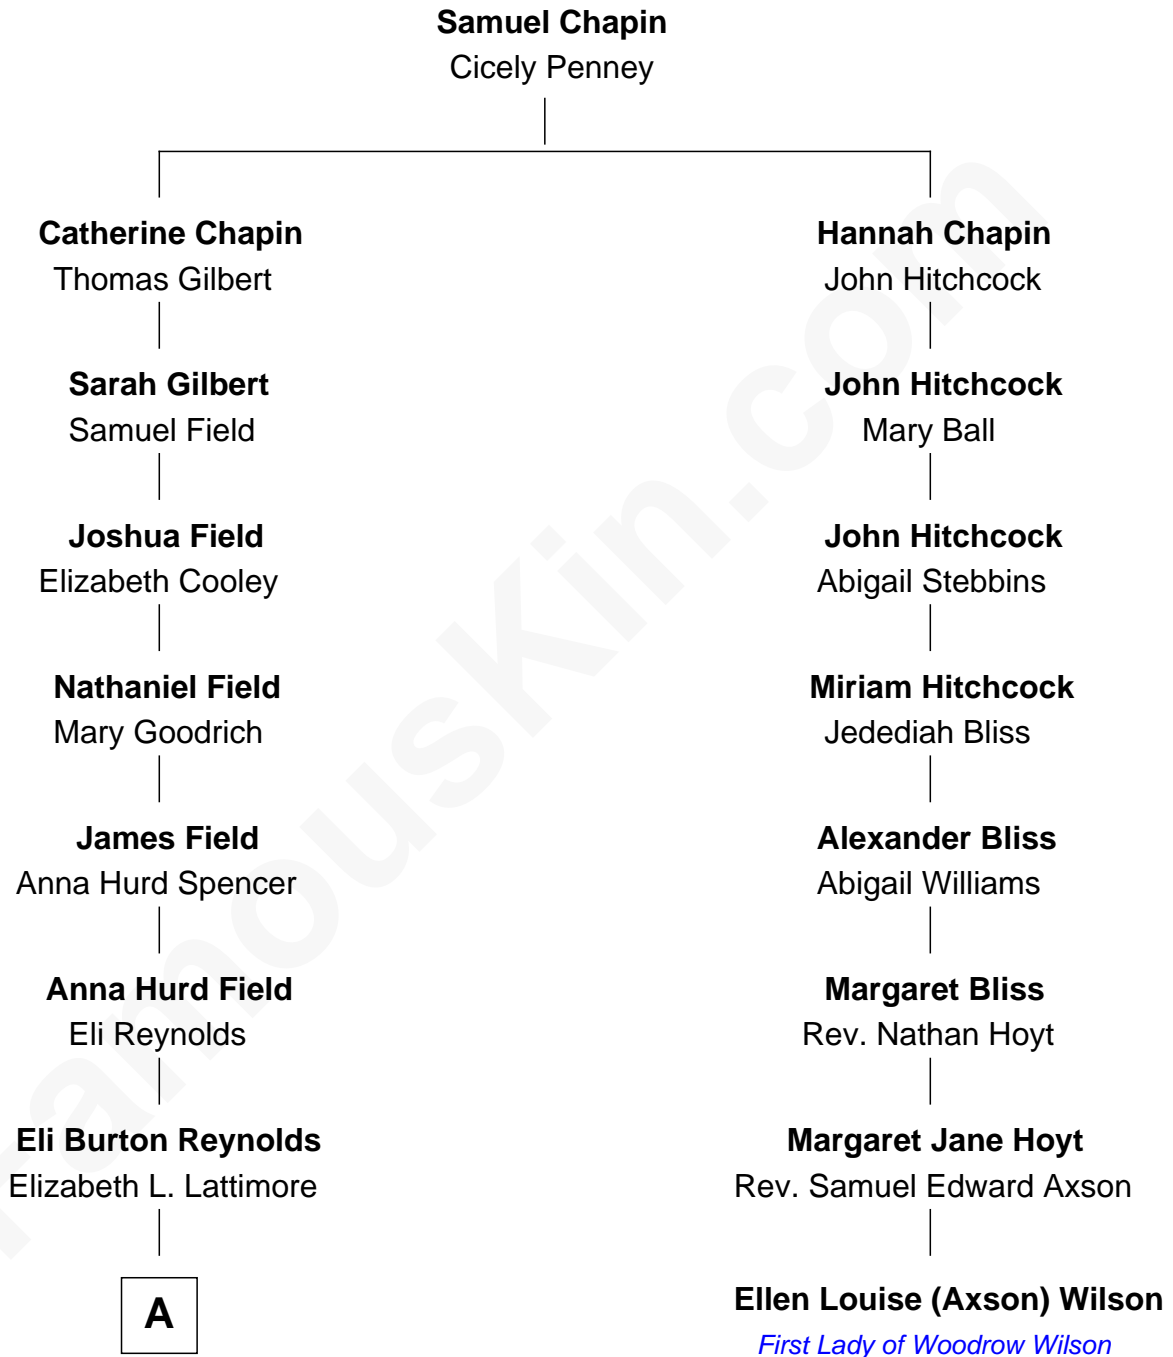 Samuel Chapin
Cicely Penney
Catherine Chapin
Thomas Gilbert
Sarah Gilbert
Samuel Field
Joshua Field
Elizabeth Cooley
Nathaniel Field
Mary Goodrich
James Field
Anna Hurd Spencer
Anna Hurd Field
Eli Reynolds
Eli Burton Reynolds
Elizabeth L. Lattimore
A
Hannah Chapin
John Hitchcock
John Hitchcock
Mary Ball
John Hitchcock
Abigail Stebbins
Miriam Hitchcock
Jedediah Bliss
Alexander Bliss
Abigail Williams
Margaret Bliss
Rev. Nathan Hoyt
Margaret Jane Hoyt
Rev. Samuel Edward Axson
Ellen Louise (Axson) Wilson
First Lady of Woodrow Wilson
FamousKin.com